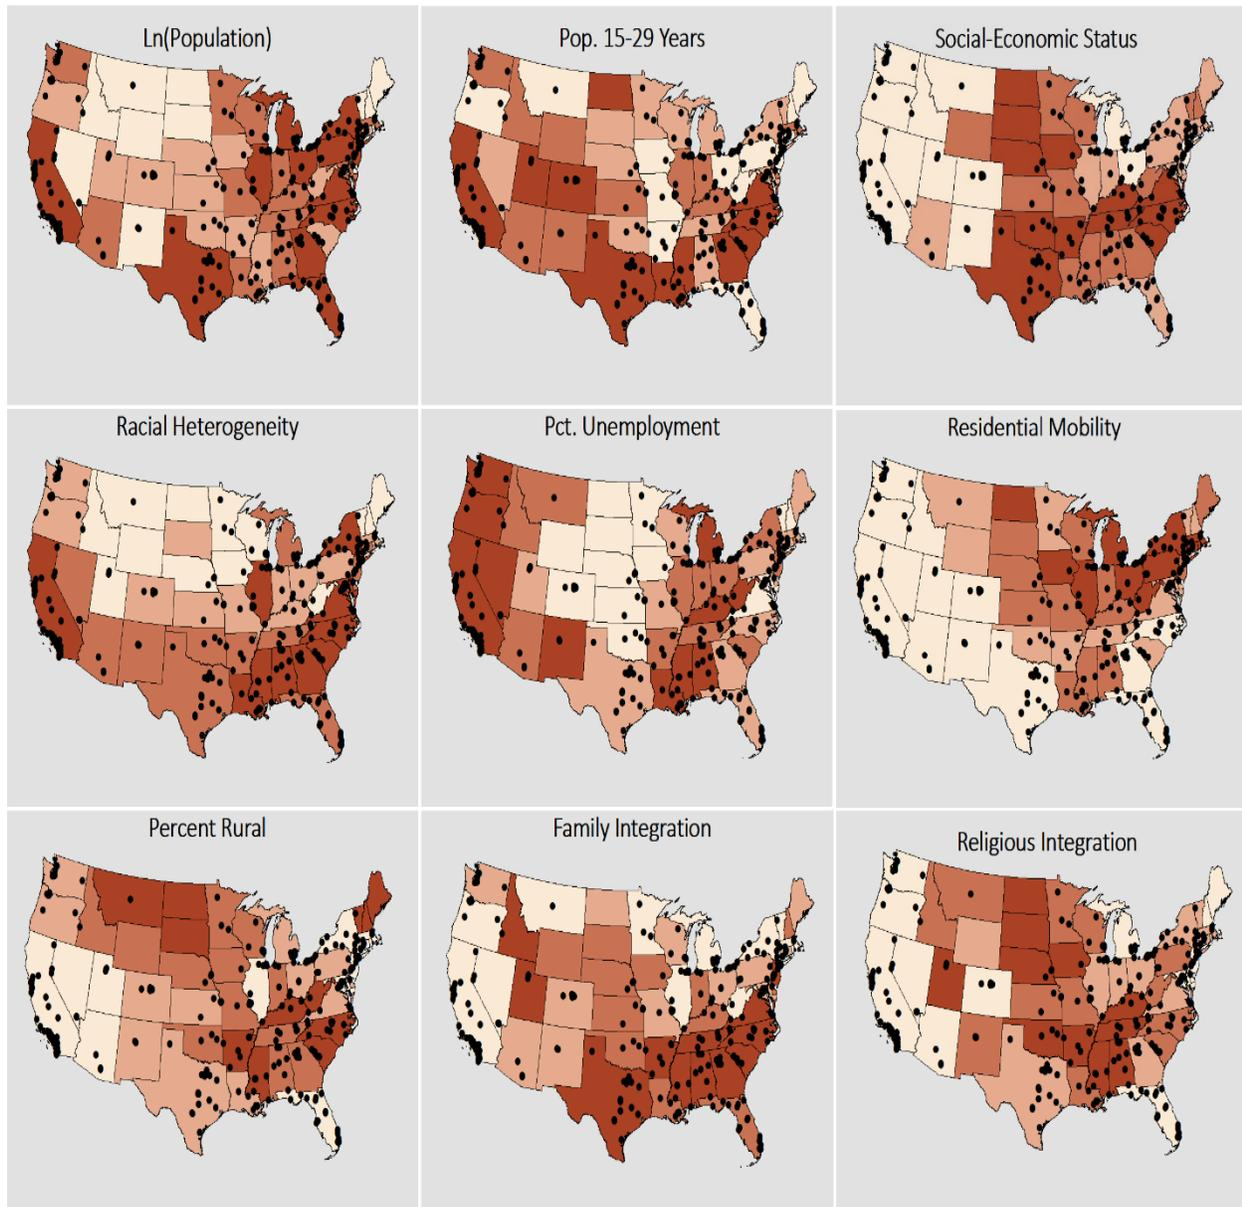 Ln(Population)
Pop. 15-29 Years
Social-Economic Status
Racial Heterogeneity
Pct. Unemployment
Residential Mobility
Percent Rural
Family Integration
Religious Integration